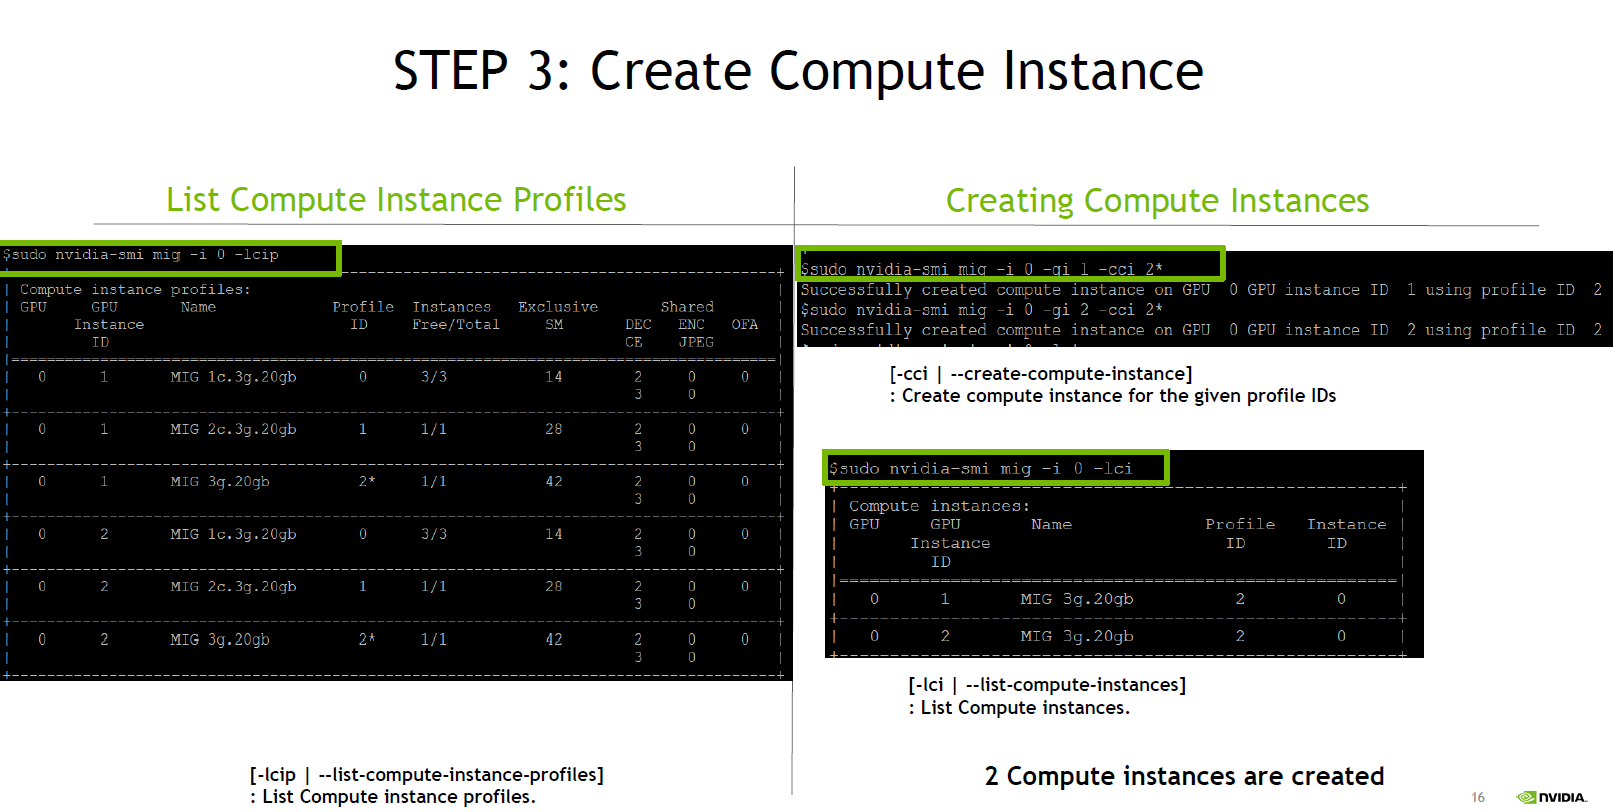 STEP 3: Create Compute Instance
List Compute Instance Profiles
$sudo nvidia-smi mig -i 0 -lcip
+-----------------------------------------------------------------------------+
| Compute instance profiles: |
| GPU GPU Name Profile Instances Exclusive Shared |
| Instance ID Free/Total SM DEC ENC OFA |
| ID CE JPEG |
|=============================================================================|
| 0 1 MIG 1c.3g.20gb 0 3/3 14 2 0 0 |
| 3 0 |
+-----------------------------------------------------------------------------+
| 0 1 MIG 2c.3g.20gb 1 1/1 28 2 0 0 |
| 3 0 |
+-----------------------------------------------------------------------------+
| 0 1 MIG 3g.20gb 2* 1/1 42 2 0 0 |
| 3 0 |
+-----------------------------------------------------------------------------+
| 0 2 MIG 1c.3g.20gb 0 3/3 14 2 0 0 |
| 3 0 |
+-----------------------------------------------------------------------------+
| 0 2 MIG 2c.3g.20gb 1 1/1 28 2 0 0 |
| 3 0 |
+-----------------------------------------------------------------------------+
| 0 2 MIG 3g.20gb 2* 1/1 42 2 0 0 |
| 3 0 |
+-----------------------------------------------------------------------------+
[-lcip | --list-compute-instance-profiles]
: List Compute instance profiles.
Creating Compute Instances
$sudo nvidia-smi mig -i 0 -gi 1 -cci 2*
Successfully created compute instance on GPU 0 GPU instance ID 1 using profile ID 2
$sudo nvidia-smi mig -i 0 -gi 2 -cci 2*
Successfully created compute instance on GPU 0 GPU instance ID 2 using profile ID 2
[-cci | --create-compute-instance]
: Create compute instance for the given profile IDs
$sudo nvidia-smi mig -i 0 -lci
+--------------------------------------------------------+
| Compute instances: |
| GPU GPU Name Profile Instance |
| Instance ID ID |
| ID |
|========================================================|
| 0 1 MIG 3g.20gb 2 0 |
+--------------------------------------------------------+
| 0 2 MIG 3g.20gb 2 0 |
+--------------------------------------------------------+
[-lci | --list-compute-instances]
: List Compute instances.
2 Compute instances are created
16
NVIDIA.